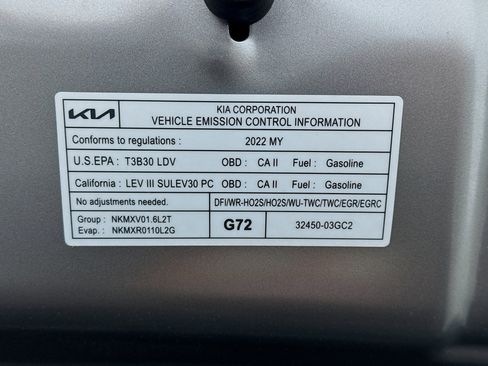 KIA
KIA CORPORATION
VEHICLE EMISSION CONTROL INFORMATION
Conforms to regulations : 2022 MY
U.S.EPA : T3B30 LDV OBD : CA II Fuel : Gasoline
California : LEV III SULEV30 PC OBD : CA II Fuel : Gasoline
No adjustments needed. DFI/WR-HO2S/HO2S/WU-TWC/TWC/EGR/EGRC
Group : NKMXV01.6L2T
Evap. : NKMXR0110L2G
G72
32450-03GC2